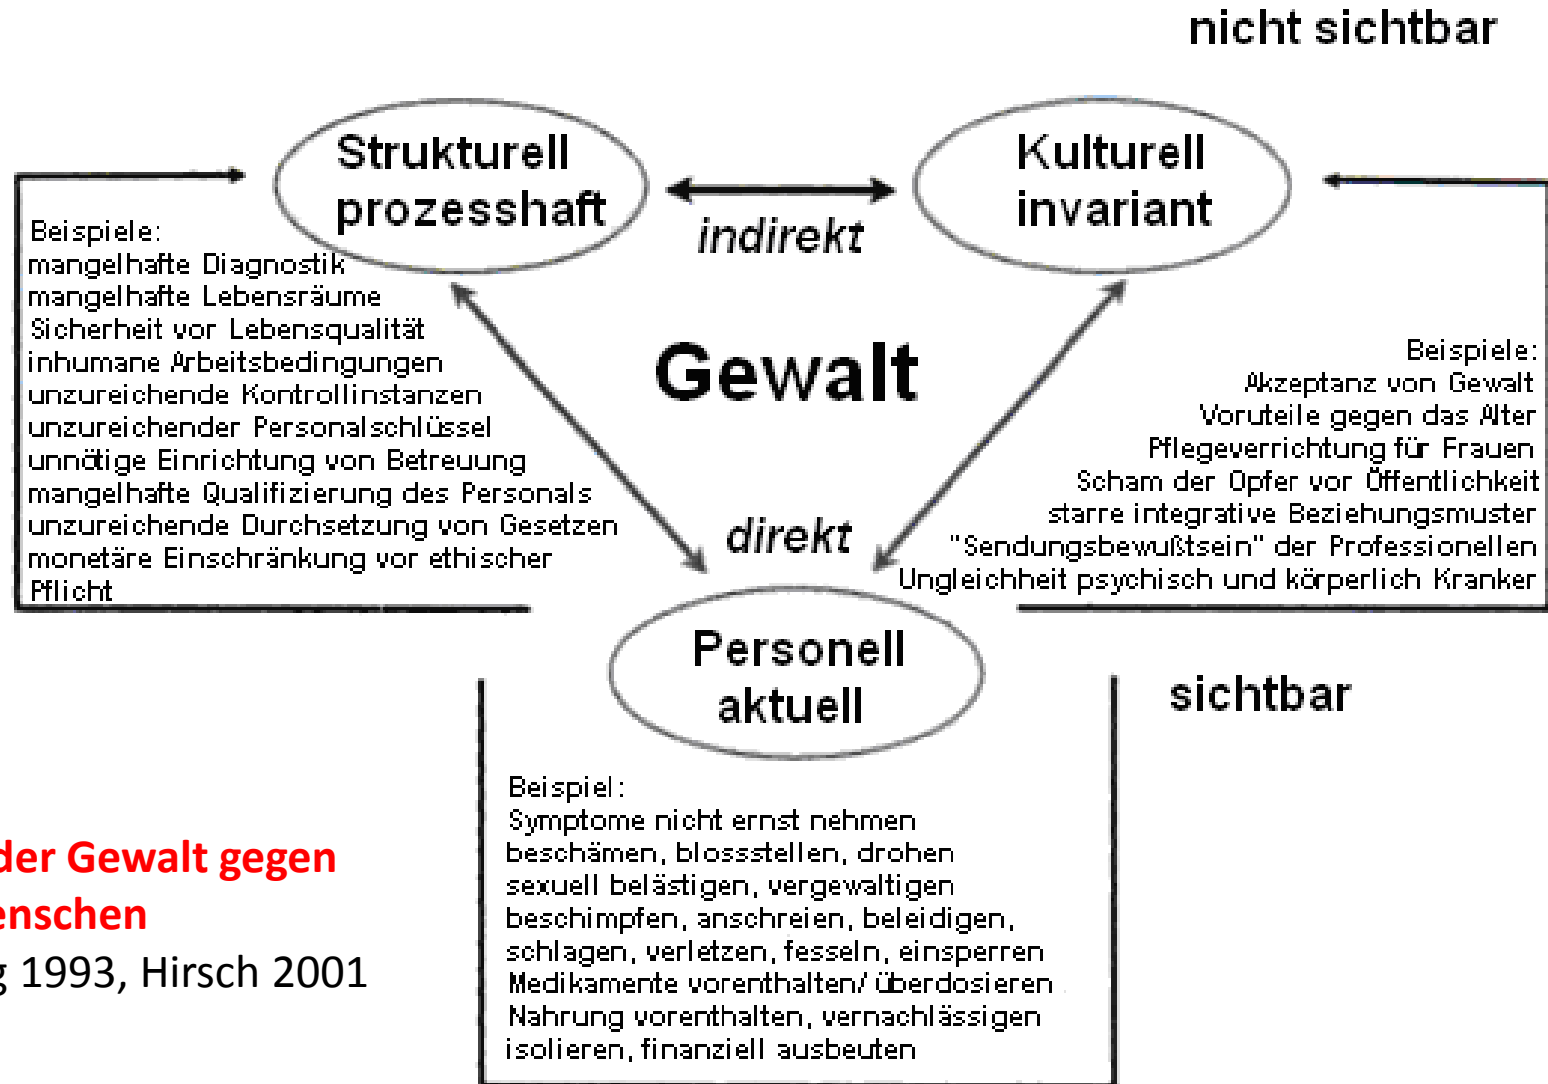 nicht sichtbar
Strukturell
prozesshaft
Kulturell
invariant
indirekt
Beispiele:
mangelhafte Diagnostik
mangelhafte Lebensräume
Sicherheit vor Lebensqualität
inhumane Arbeitsbedingungen
unzureichende Kontrollinstanzen
unzureichender Personalschlüssel
unnötige Einrichtung von Betreuung
mangelhafte Qualifizierung des Personals
unzureichende Durchsetzung von Gesetzen
monetäre Einschränkung vor ethischer
Pflicht
Gewalt
Beispiele:
Akzeptanz von Gewalt
Voruteile gegen das Alter
Pflegeverrichtung für Frauen
Scham der Opfer vor Öffentlichkeit
starre integrative Beziehungsmuster
"Sendungsbewußtsein" der Professionellen
Ungleichheit psychisch und körperlich Kranker
direkt
Personell
aktuell
sichtbar
Beispiel:
Symptome nicht ernst nehmen
beschämen, blossstellen, drohen
sexuell belästigen, vergewaltigen
beschimpfen, anschreien, beleidigen,
schlagen, verletzen, fesseln, einsperren
Medikamente vorenthalten/ überdosieren
Nahrung vorenthalten, vernachlässigen
isolieren, finanziell ausbeuten
der Gewalt gegen
enschen
g 1993, Hirsch 2001